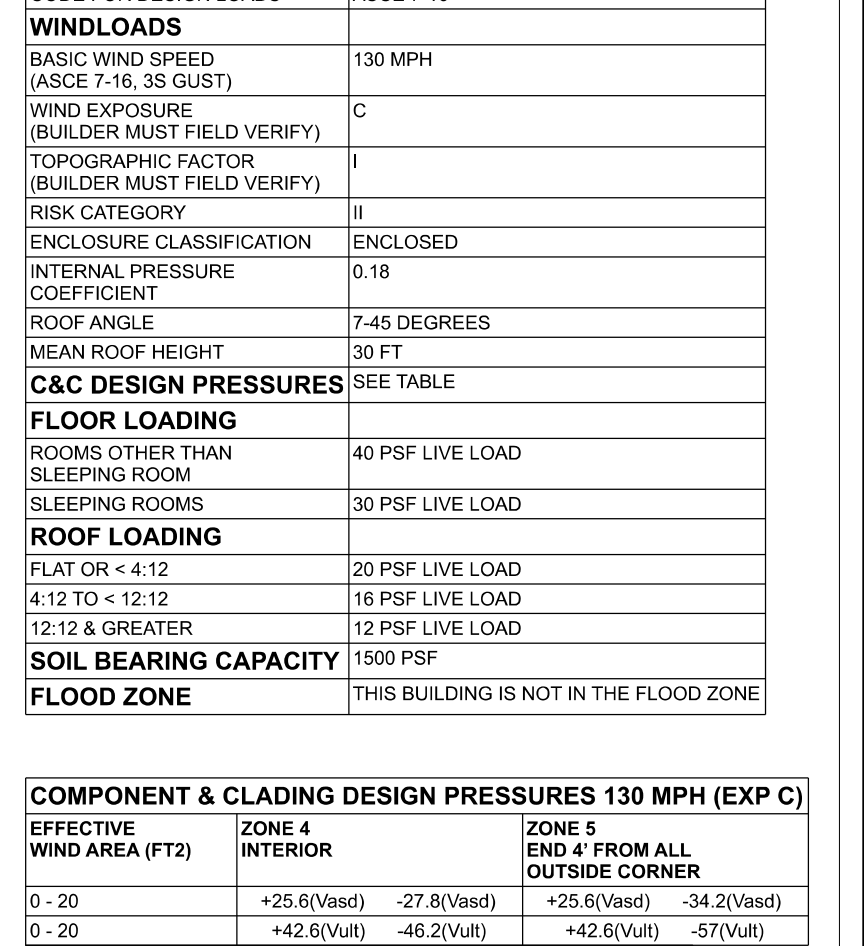 WINDLOADS
BASIC WIND SPEED
(ASCE 7-16, 3S GUST)
130 MPH
WIND EXPOSURE
(BUILDER MUST FIELD VERIFY)
C
TOPOGRAPHIC FACTOR
(BUILDER MUST FIELD VERIFY)
I
RISK CATEGORY
II
ENCLOSURE CLASSIFICATION
ENCLOSED
INTERNAL PRESSURE
COEFFICIENT
0.18
ROOF ANGLE
7-45 DEGREES
MEAN ROOF HEIGHT
30 FT
C&C DESIGN PRESSURES
SEE TABLE
FLOOR LOADING
ROOMS OTHER THAN
SLEEPING ROOM
40 PSF LIVE LOAD
SLEEPING ROOMS
30 PSF LIVE LOAD
ROOF LOADING
FLAT OR < 4:12
20 PSF LIVE LOAD
4:12 TO < 12:12
16 PSF LIVE LOAD
12:12 & GREATER
12 PSF LIVE LOAD
SOIL BEARING CAPACITY
1500 PSF
FLOOD ZONE
THIS BUILDING IS NOT IN THE FLOOD ZONE
COMPONENT & CLADING DESIGN PRESSURES 130 MPH (EXP C)
EFFECTIVE
WIND AREA (FT2)
ZONE 4
INTERIOR
ZONE 5
END 4' FROM ALL
OUTSIDE CORNER
0 - 20 +25.6(Vasd) -27.8(Vasd) +25.6(Vasd) -34.2(Vasd)
0 - 20 +42.6(Vult) -46.2(Vult) +42.6(Vult) -57(Vult)